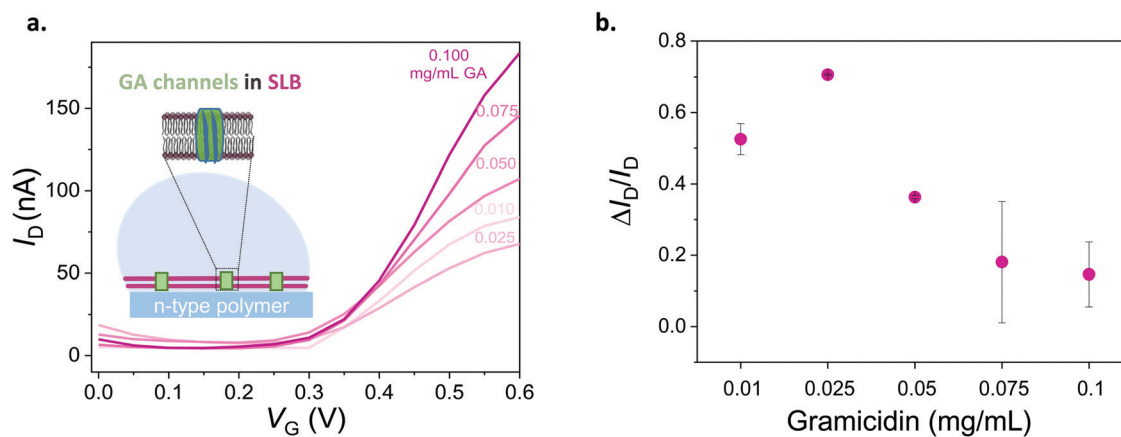 a.
GA channels in SLB
n-type polymer
0.100
mg/mL GA
0.075
0.050
0.010
0.025
150
100
50
0
I_D (nA)
0.0 0.1 0.2 0.3 0.4 0.5 0.6
V_G (V)
b.
0.8
0.6
0.4
0.2
0.0
ΔI_D/I_D
0.01 0.025 0.05 0.075 0.1
Gramicidin (mg/mL)